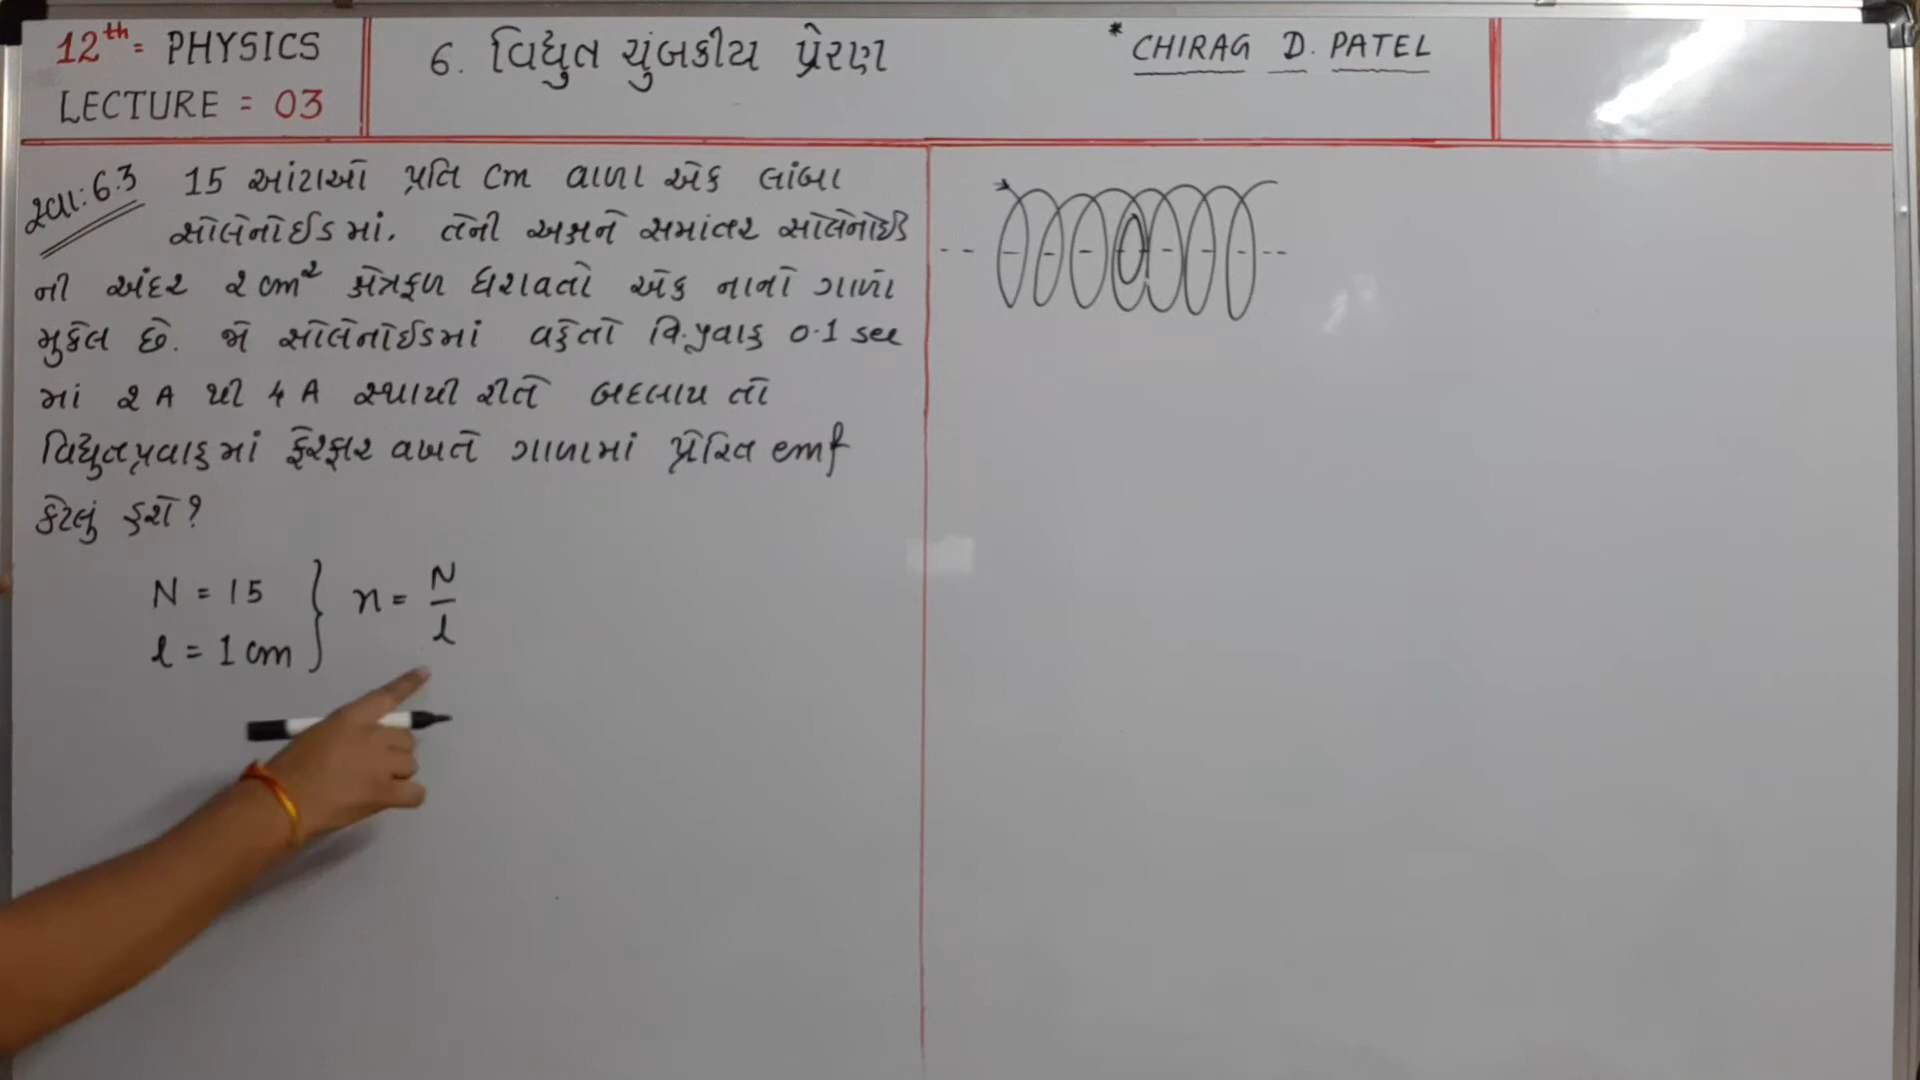 12th = PHYSICS
LECTURE = 03
6. વિદ્યુત ચુંબકીય પ્રેરણ
* CHIRAG D. PATEL
સ્વા: 6.3 15 આંટાઓ પ્રતિ cm વાળા એક લાંબા
સોલેનોઈડમાં, તેની અક્ષને સમાંતર સોલેનોઈડ
ની અંદર 2 cm² ક્ષેત્રફળ ધરાવતો એક નાનો ગાળો
મુકેલ છે. જો સોલેનોઈડમાં વહેતો વિ.પ્રવાહ 0.1 sec
માં 2 A થી 4 A સ્થાયી રીતે બદલાય તો
વિદ્યુતપ્રવાહમાં ફેરફાર વખતે ગાળામાં પ્રેરિત emf
કેટલું હશે?
N = 15
l = 1 cm
n = N/l